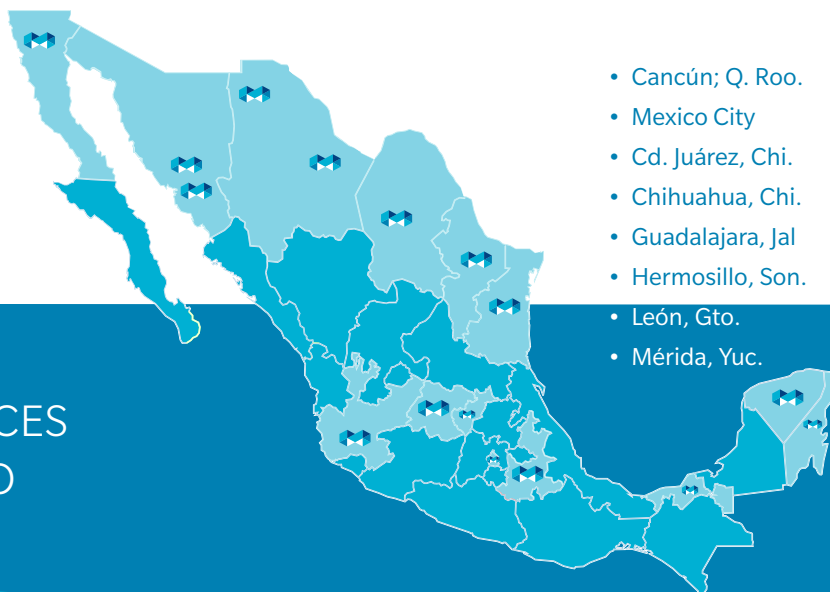 • Cancún; Q. Roo.
• Mexico City
• Cd. Juárez, Chi.
• Chihuahua, Chi.
• Guadalajara, Jal
• Hermosillo, Son.
• León, Gto.
• Mérida, Yuc.
CES